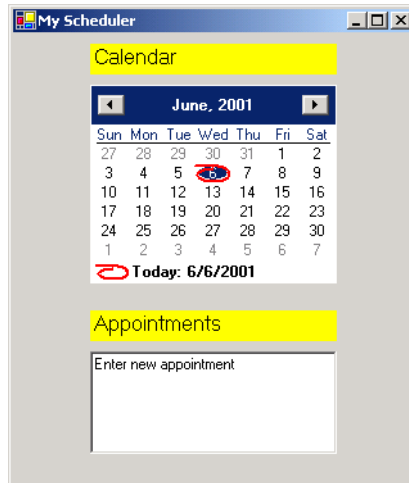 My Scheduler
Calendar
June, 2001
Sun Mon Tue Wed Thu Fri Sat
27 28 29 30 31 1 2
3 4 5 6 7 8 9
10 11 12 13 14 15 16
17 18 19 20 21 22 23
24 25 26 27 28 29 30
1 2 3 4 5 6 7
Today: 6/6/2001
Appointments
Enter new appointment